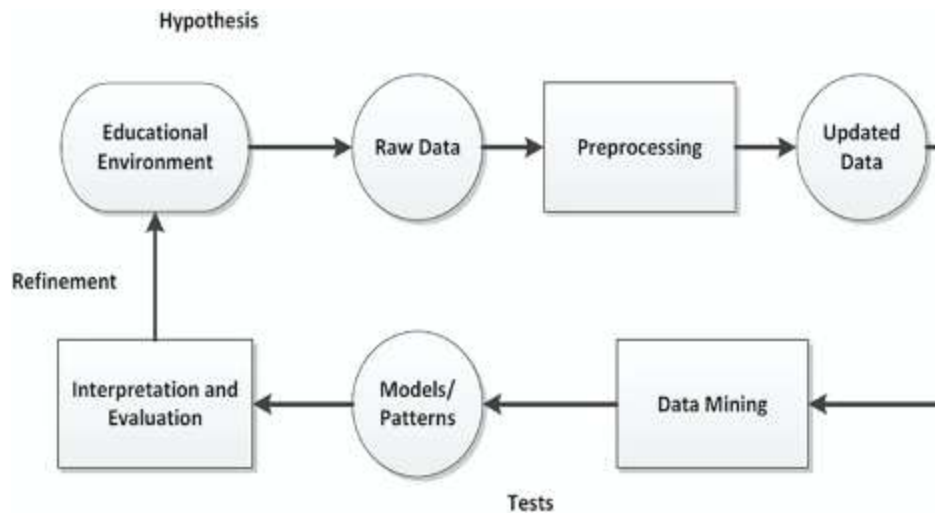 Hypothesis
Educational
Environment
Raw Data
Preprocessing
Updated
Data
Refinement
Interpretation and
Evaluation
Models/
Patterns
Data Mining
Tests